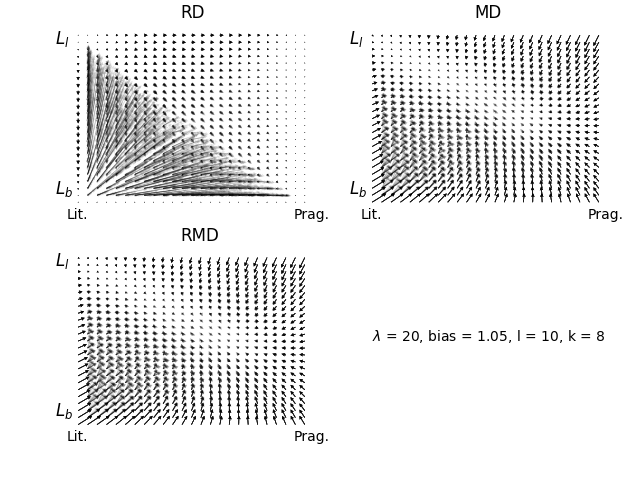 RD
MD
L_l
L_l
L_b
L_b
Lit.
Prag.
Lit.
Prag.
RMD
L_l
λ = 20, bias = 1.05, l = 10, k = 8
L_b
Lit.
Prag.